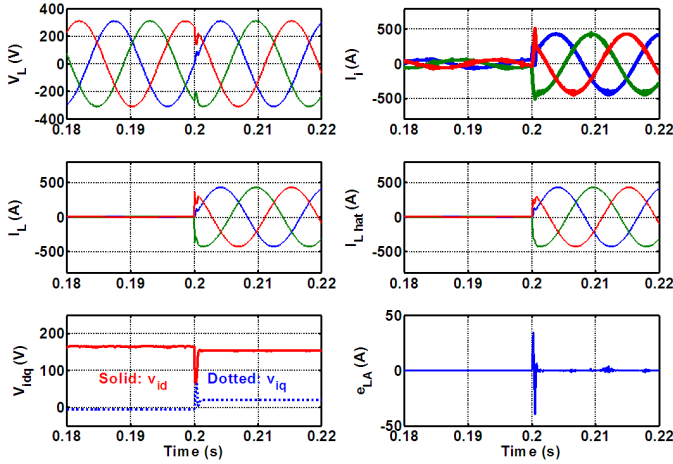 400
200
0
-200
-400
V_L (V)
0.18 0.19 0.2 0.21 0.22
500
0
-500
I_i (A)
0.18 0.19 0.2 0.21 0.22
500
0
-500
I_L (A)
0.18 0.19 0.2 0.21 0.22
500
0
-500
I_L hat (A)
0.18 0.19 0.2 0.21 0.22
200
100
0
V_idq (V)
Solid: v_id Dotted: v_iq
0.18 0.19 0.2 0.21 0.22
Time (s)
50
0
-50
e_LA (A)
0.18 0.19 0.2 0.21 0.22
Time (s)